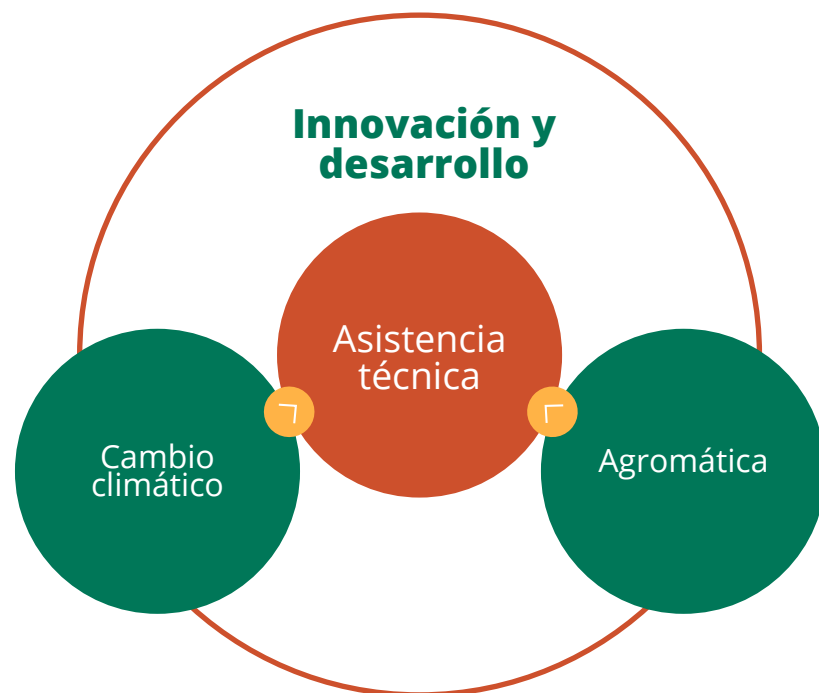 Innovación y
desarrollo
Asistencia
técnica
Cambio
climático
Agromática